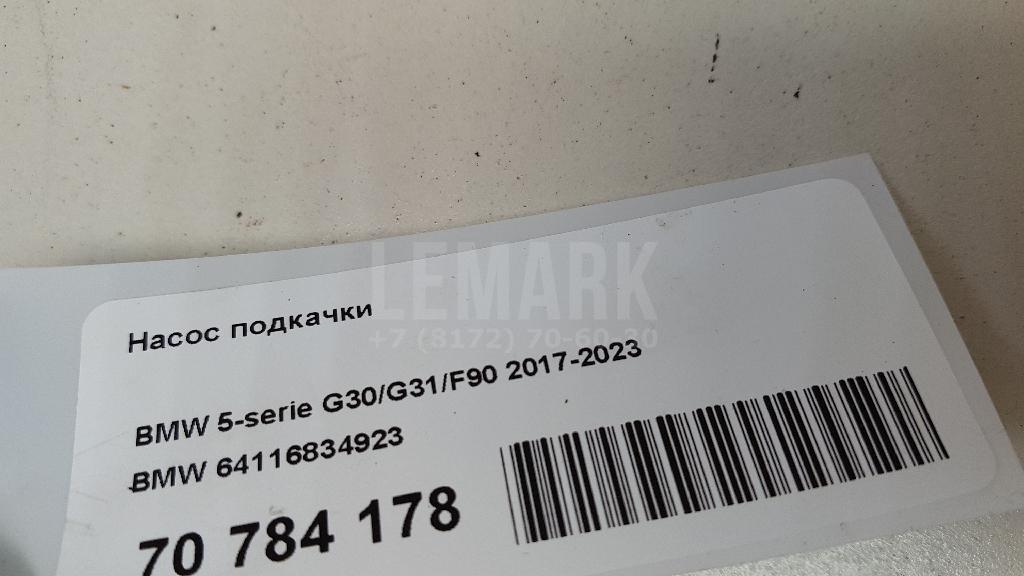 LEMARK
+7 (8172) 70-60-30
Насос подкачки
BMW 5-serie G30/G31/F90 2017-2023
BMW 64116834923
70 784 178